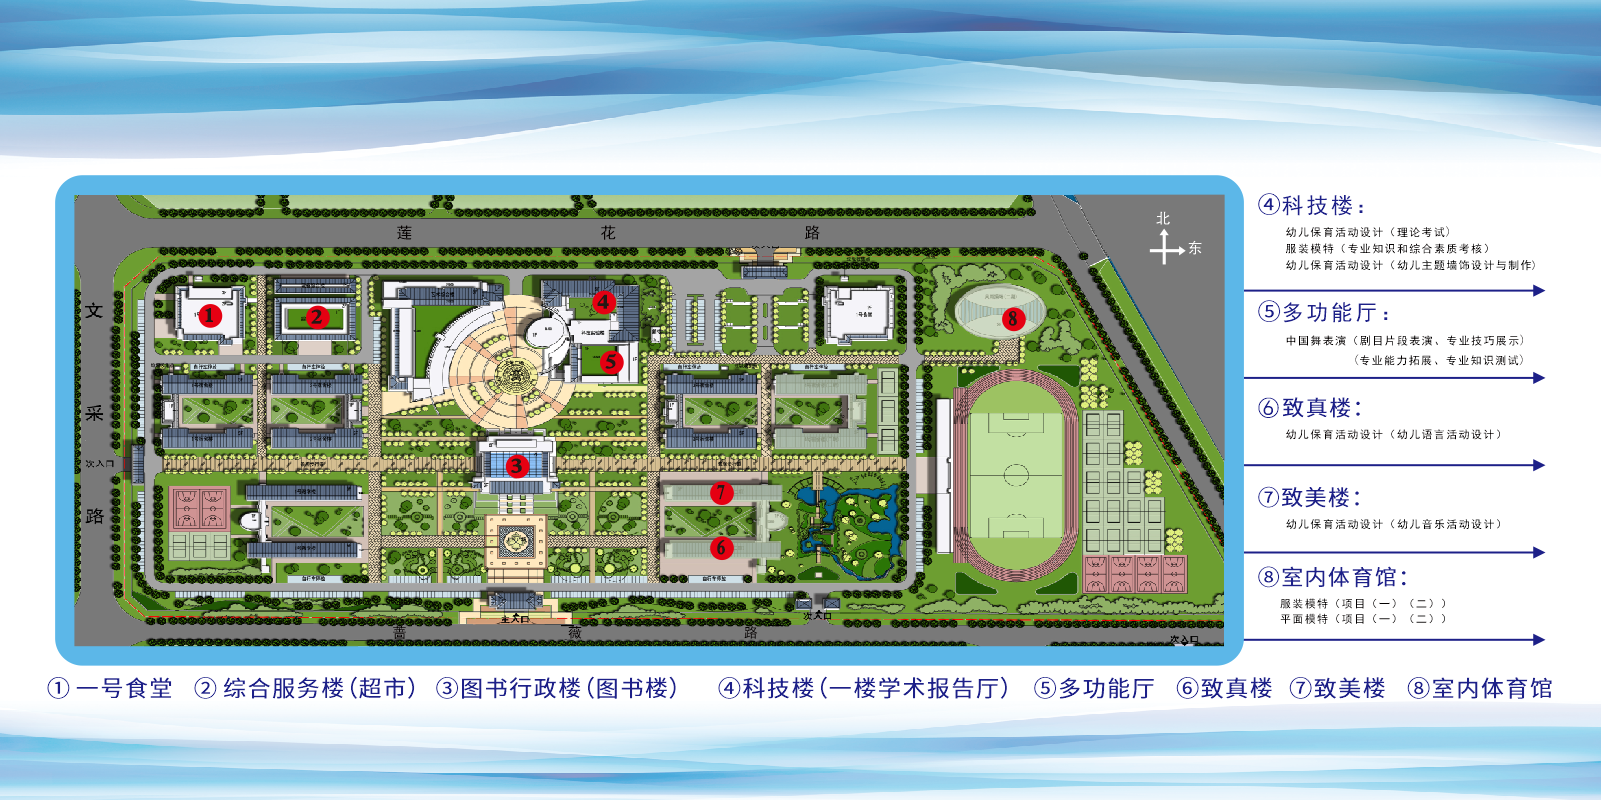 莲 花 路
北
东
文 采 路
次入口
1
2
3
4
5
6
7
8
主入口
次入口
蔷 薇 路
次入口
④科技楼：
幼儿保育活动设计（理论考试）
服装模特（专业知识和综合素质考核）
幼儿保育活动设计（幼儿主题墙饰设计与制作）
⑤多功能厅：
中国舞表演（剧目片段表演、专业技巧展示）
（专业能力拓展、专业知识测试）
⑥致真楼：
幼儿保育活动设计（幼儿语言活动设计）
⑦致美楼：
幼儿保育活动设计（幼儿音乐活动设计）
⑧室内体育馆：
服装模特（项目（一）（二））
平面模特（项目（一）（二））
①一号食堂 ②综合服务楼（超市） ③图书行政楼（图书楼） ④科技楼（一楼学术报告厅） ⑤多功能厅 ⑥致真楼 ⑦致美楼 ⑧室内体育馆